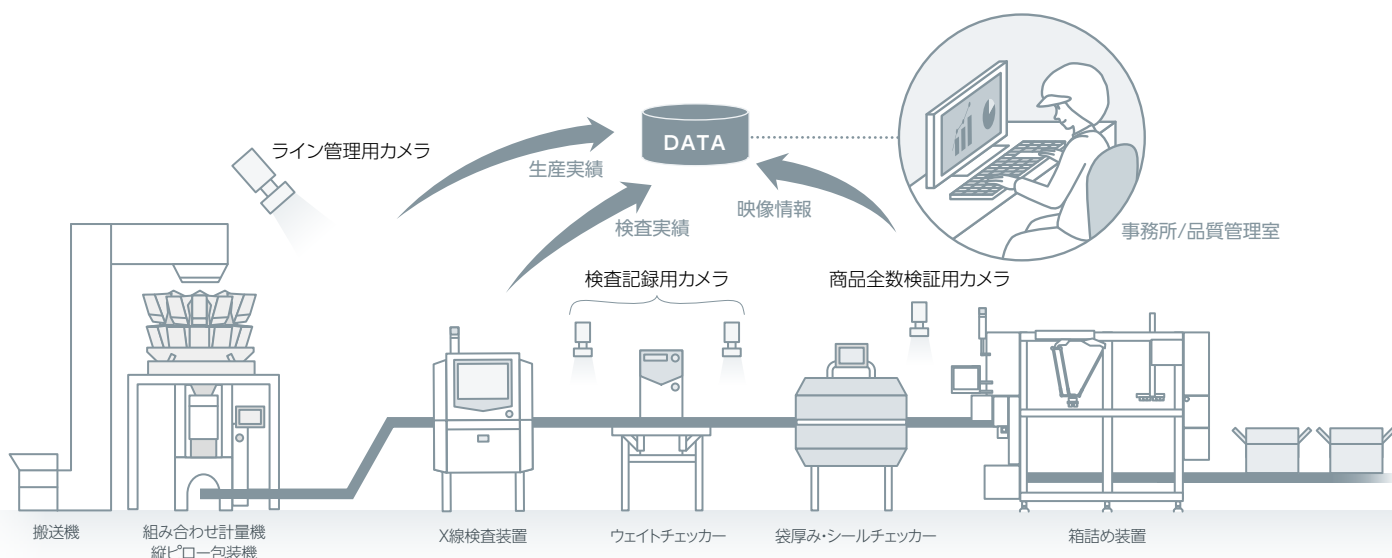 ライン管理用カメラ
DATA
生産実績
検査実績
映像情報
事務所/品質管理室
検査記録用カメラ
商品全数検証用カメラ
搬送機
組み合わせ計量機
縦ピロー包装機
X線検査装置
ウェイトチェッカー
袋厚み・シールチェッカー
箱詰め装置